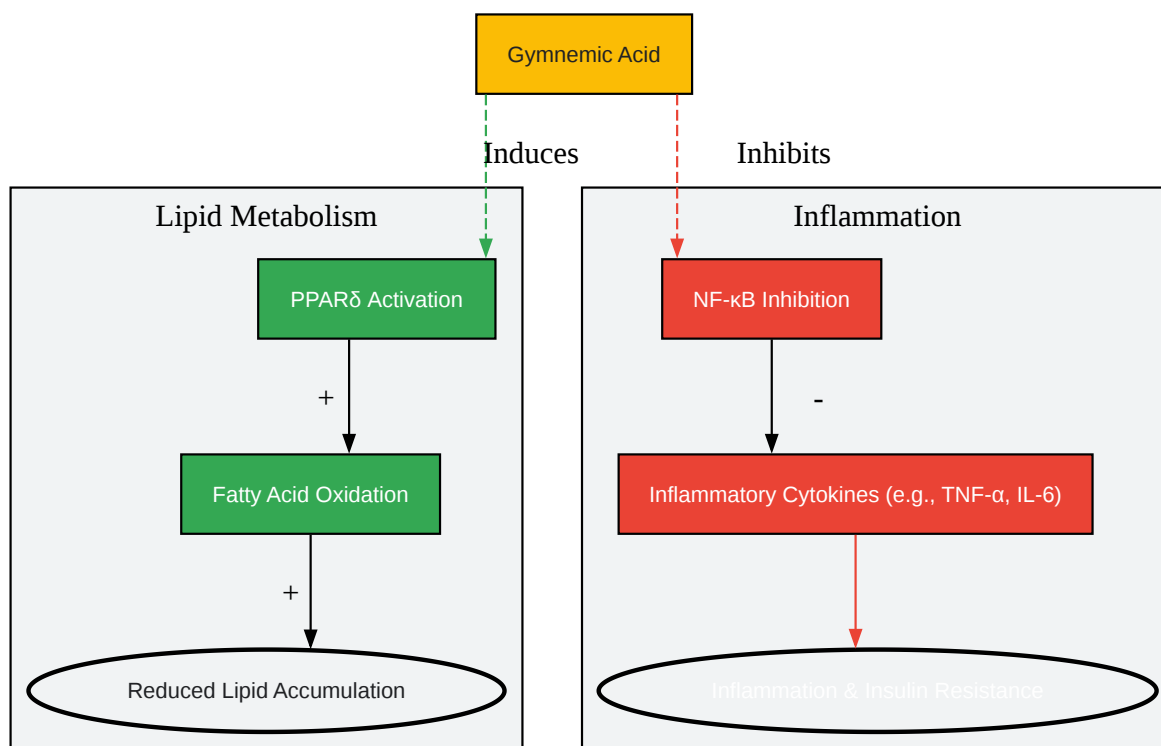 Gymnemic Acid
Induces
Inhibits
Lipid Metabolism
PPARδ Activation
+
Fatty Acid Oxidation
+
Reduced Lipid Accumulation
Inflammation
NF-κB Inhibition
-
Inflammatory Cytokines (e.g., TNF-α, IL-6)
Inflammation & Insulin Resistance